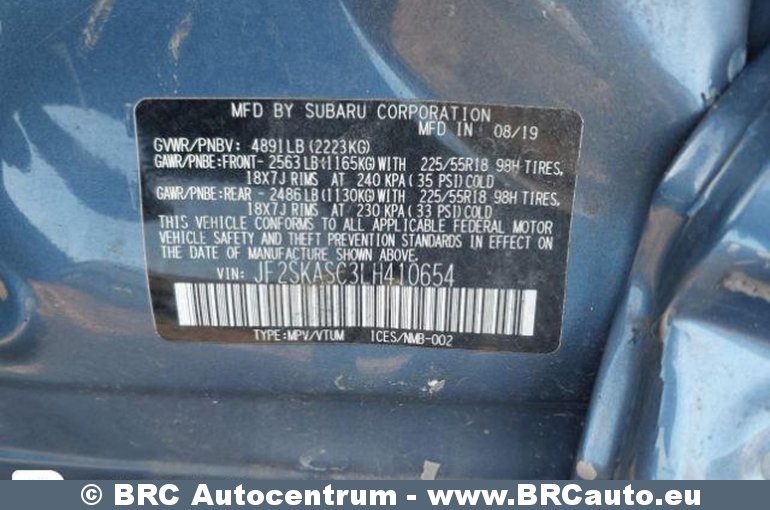 MFD BY SUBARU CORPORATION
MFD IN 08/19
GVWR/PNBV: 4891LB (2223KG)
GAWR/PNBE:FRONT- 2563LB(1165KG)WITH 225/55R18 98H TIRES,
18X7J RIMS AT 240 KPA(35 PSI)COLD
GAWR/PNBE:REAR - 2486LB(1130KG)WITH 225/55R18 98H TIRES,
18X7J RIMS AT 230 KPA(33 PSI)COLD
THIS VEHICLE CONFORMS TO ALL APPLICABLE FEDERAL MOTOR
VEHICLE SAFETY AND THEFT PREVENTION STANDARDS IN EFFECT ON
THE DATE OF MANUFACTURE SHOWN ABOVE.
VIN: JF2SKASC3LH410654
TYPE:MPV/VTUM ICES/NMB-002
© BRC Autocentrum - www.BRCauto.eu